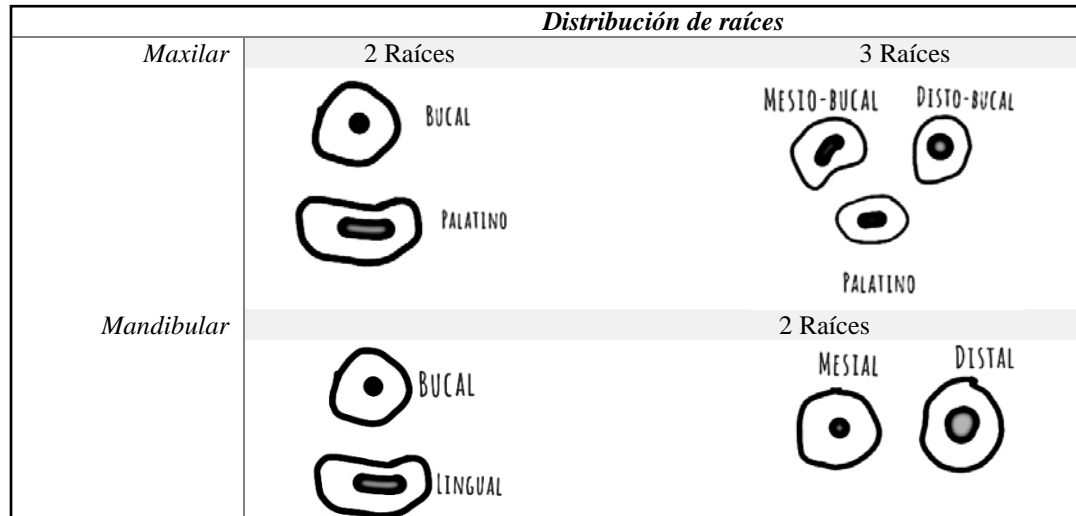 Distribución de raíces
Maxilar 2 Raíces 3 Raíces
BUCAL
PALATINO
MESIO-BUCAL DISTO-BUCAL
PALATINO
Mandibular 2 Raíces
BUCAL
LINGUAL
MESIAL DISTAL